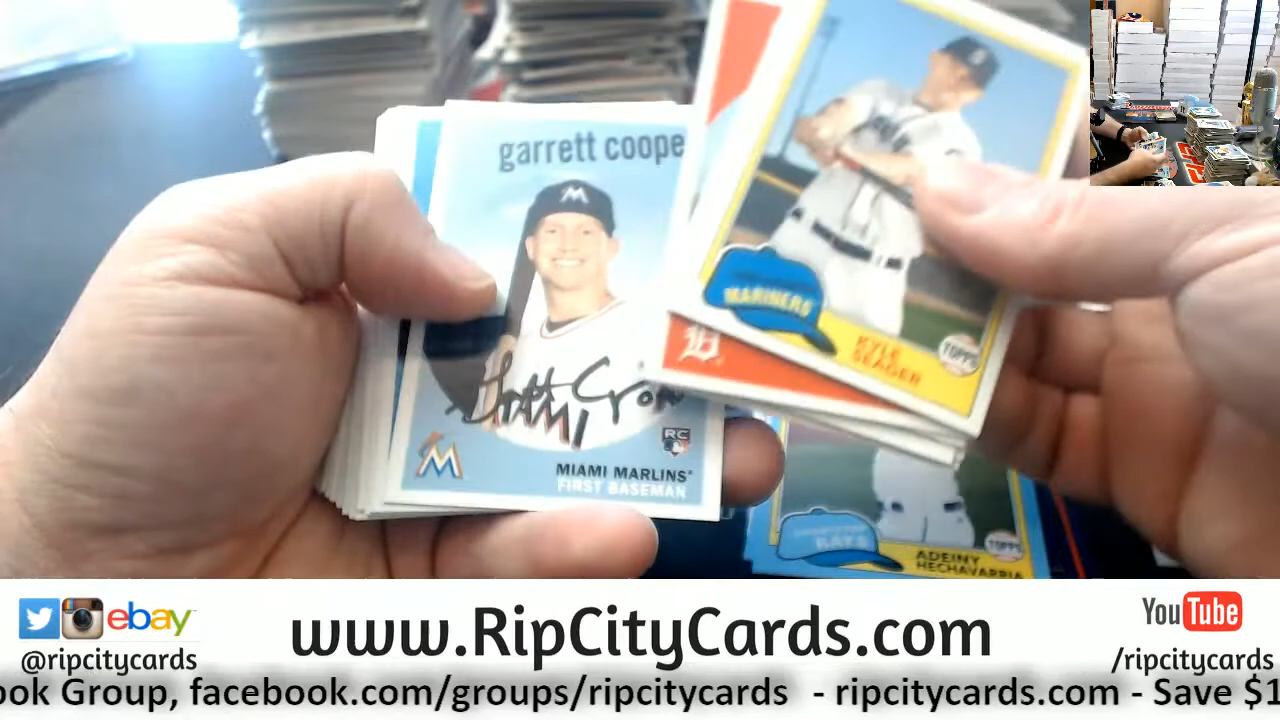 garrett coope
MIAMI MARLINS
FIRST BASEMAN
RC
MARINERS
KYLE
SEAGER
TOPPS
RAYS
TOPPS
ADEINY
HECHAVARRIA
ebay
@ripcitycards
www.RipCityCards.com
YouTube
/ripcitycards
ook Group, facebook.com/groups/ripcitycards - ripcitycards.com - Save $1